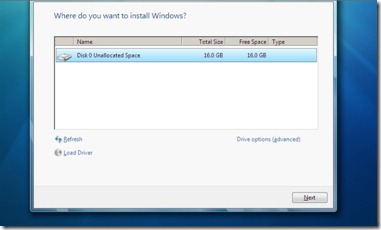 Where do you want to install Windows?
Name Total Size Free Space Type
Disk 0 Unallocated Space 16.0 GB 16.0 GB
Refresh Drive options (advanced)
Load Driver
Next